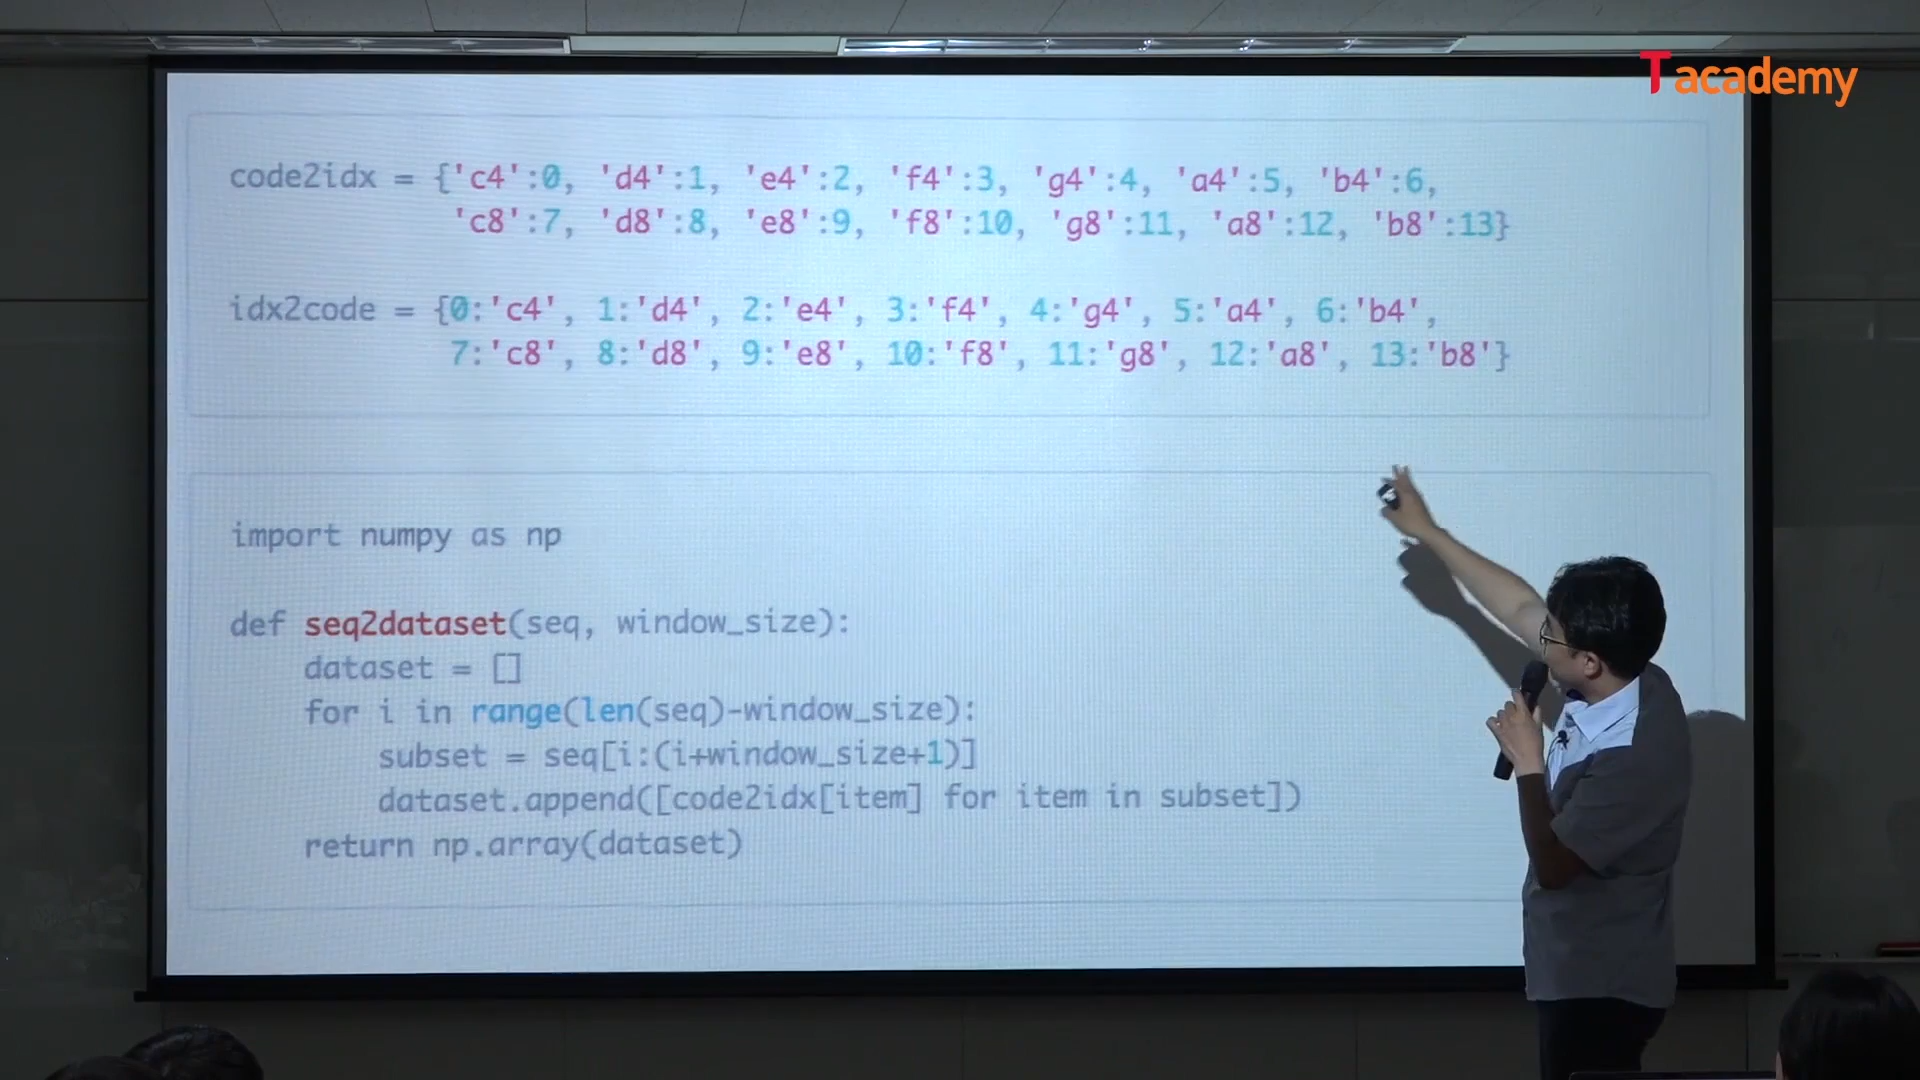 Tacademy
code2idx = {'c4':0, 'd4':1, 'e4':2, 'f4':3, 'g4':4, 'a4':5, 'b4':6,
'c8':7, 'd8':8, 'e8':9, 'f8':10, 'g8':11, 'a8':12, 'b8':13}
idx2code = {0:'c4', 1:'d4', 2:'e4', 3:'f4', 4:'g4', 5:'a4', 6:'b4',
7:'c8', 8:'d8', 9:'e8', 10:'f8', 11:'g8', 12:'a8', 13:'b8'}
import numpy as np
def seq2dataset(seq, window_size):
dataset = []
for i in range(len(seq)-window_size):
subset = seq[i:(i+window_size+1)]
dataset.append([code2idx[item] for item in subset])
return np.array(dataset)